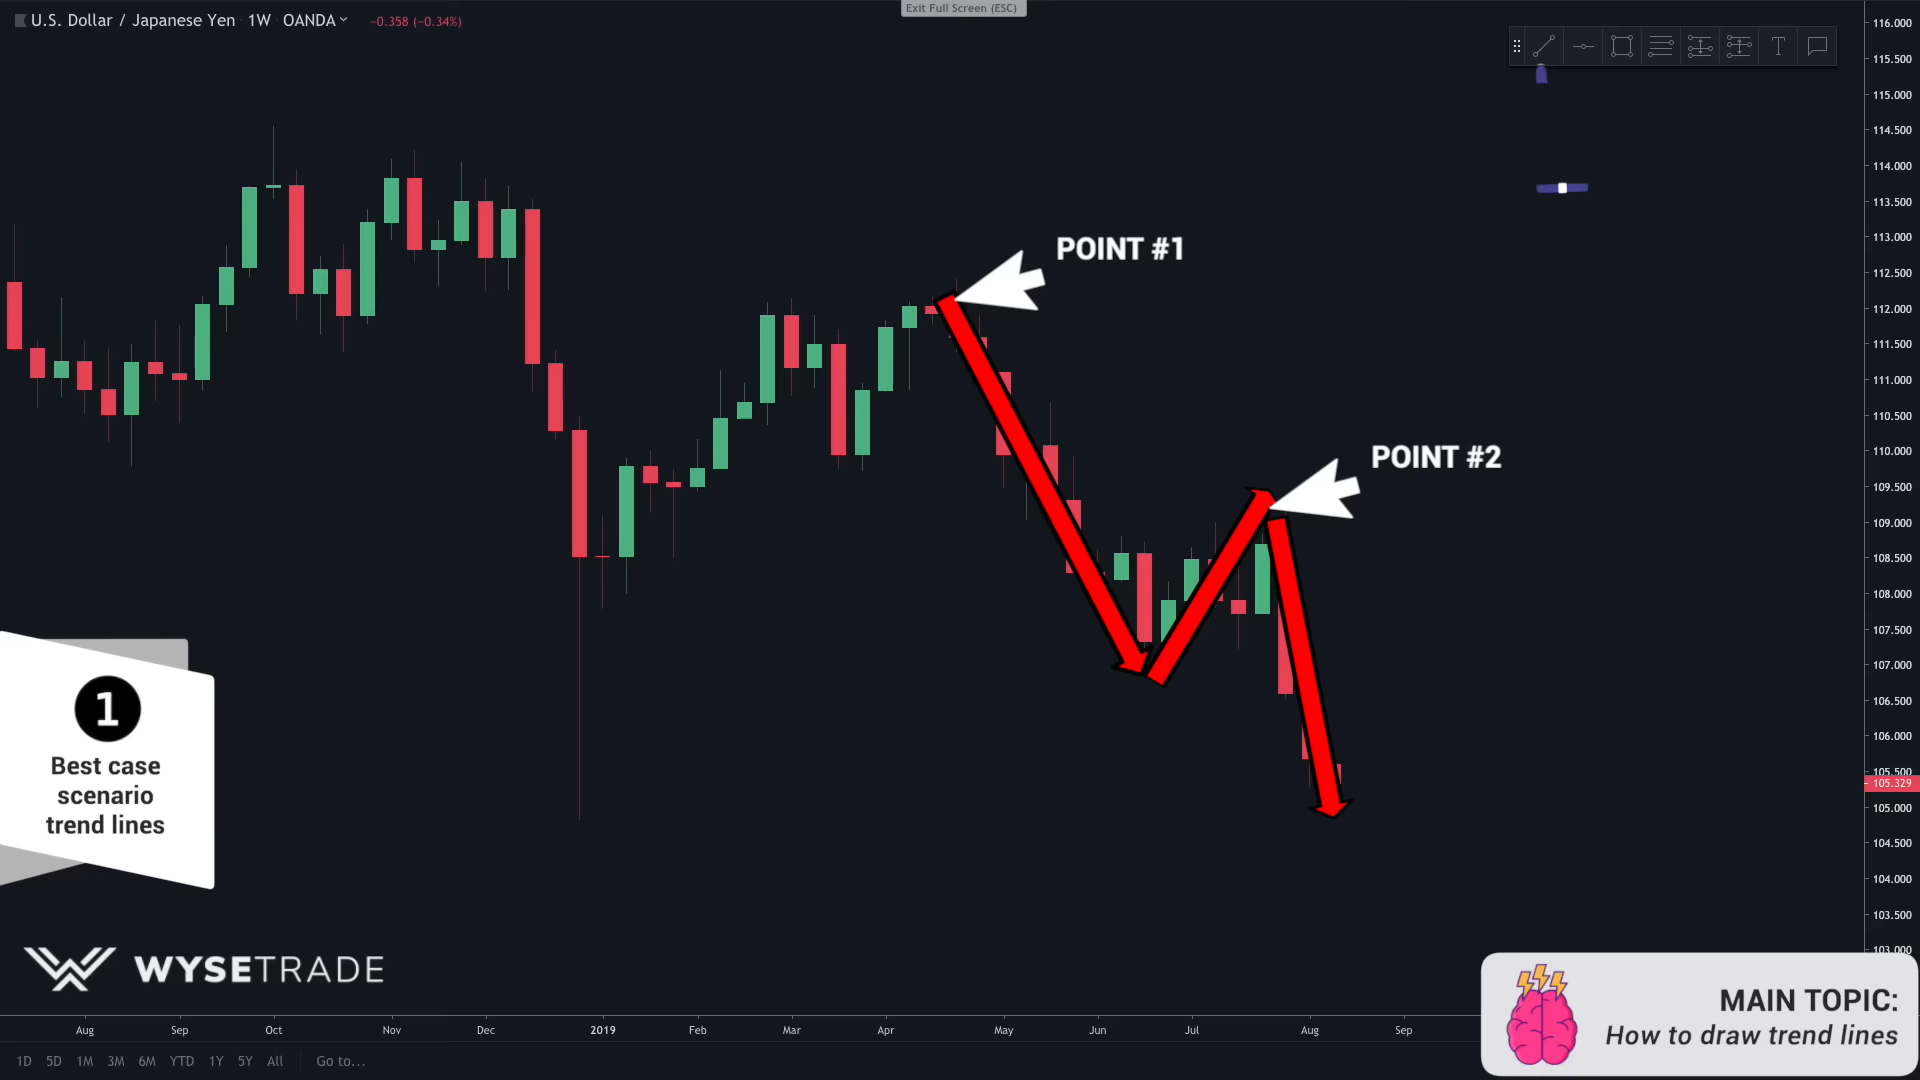 U.S. Dollar / Japanese Yen 1W OANDA -0.358 (-0.34%)
Exit Full Screen (ESC)
T
116.000
115.500
115.000
114.500
114.000
113.500
113.000
112.500
112.000
111.500
111.000
110.500
110.000
109.500
109.000
108.500
108.000
107.500
107.000
106.500
106.000
105.500
105.329
105.000
104.500
104.000
103.500
103.000
POINT #1
POINT #2
1
Best case
scenario
trend lines
WYSETRADE
MAIN TOPIC:
How to draw trend lines
Aug Sep Oct Nov Dec 2019 Feb Mar Apr May Jun Jul Aug Sep
1D 5D 1M 3M 6M YTD 1Y 5Y All Go to...